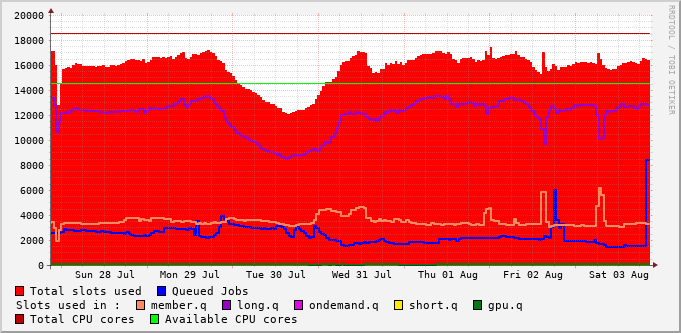 20000
18000
16000
14000
12000
10000
8000
6000
4000
2000
0
Sun 28 Jul Mon 29 Jul Tue 30 Jul Wed 31 Jul Thu 01 Aug Fri 02 Aug Sat 03 Aug
Total slots used Queued Jobs
Slots used in : member.q long.q ondemand.q short.q gpu.q
Total CPU cores Available CPU cores
RRDTOOL / TOBI OETIKER